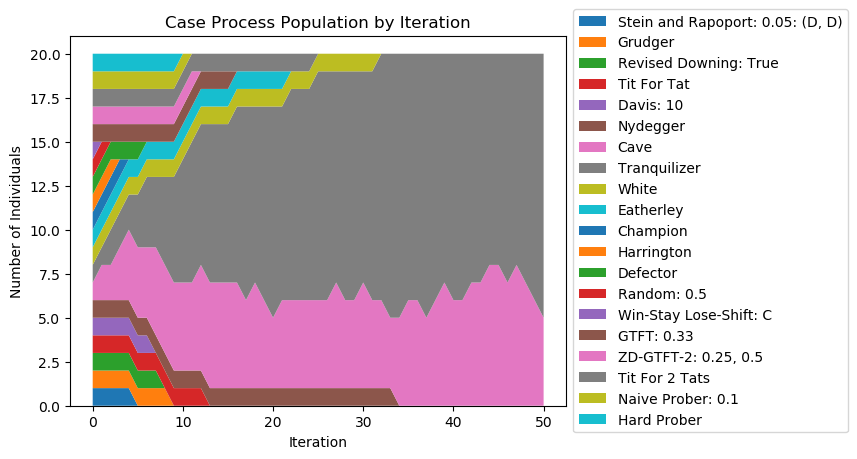 Case Process Population by Iteration
Number of Individuals
20.0
17.5
15.0
12.5
10.0
7.5
5.0
2.5
0.0
0 10 20 30 40 50
Iteration
Stein and Rapoport: 0.05: (D, D)
Grudger
Revised Downing: True
Tit For Tat
Davis: 10
Nydegger
Cave
Tranquilizer
White
Eatherley
Champion
Harrington
Defector
Random: 0.5
Win-Stay Lose-Shift: C
GTFT: 0.33
ZD-GTFT-2: 0.25, 0.5
Tit For 2 Tats
Naive Prober: 0.1
Hard Prober